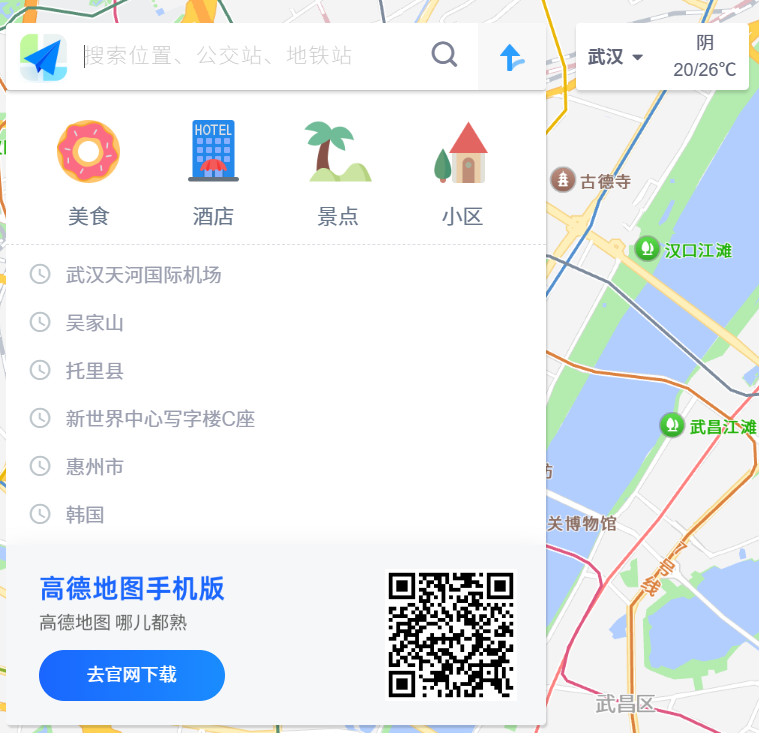 搜索位置、公交站、地铁站
武汉
阴
20/26℃
HOTEL
美食
酒店
景点
小区
武汉天河国际机场
吴家山
托里县
新世界中心写字楼C座
惠州市
韩国
高德地图手机版
高德地图 哪儿都熟
去官网下载
古德寺
汉口江滩
武昌江滩
关博物馆
7号线
武昌区